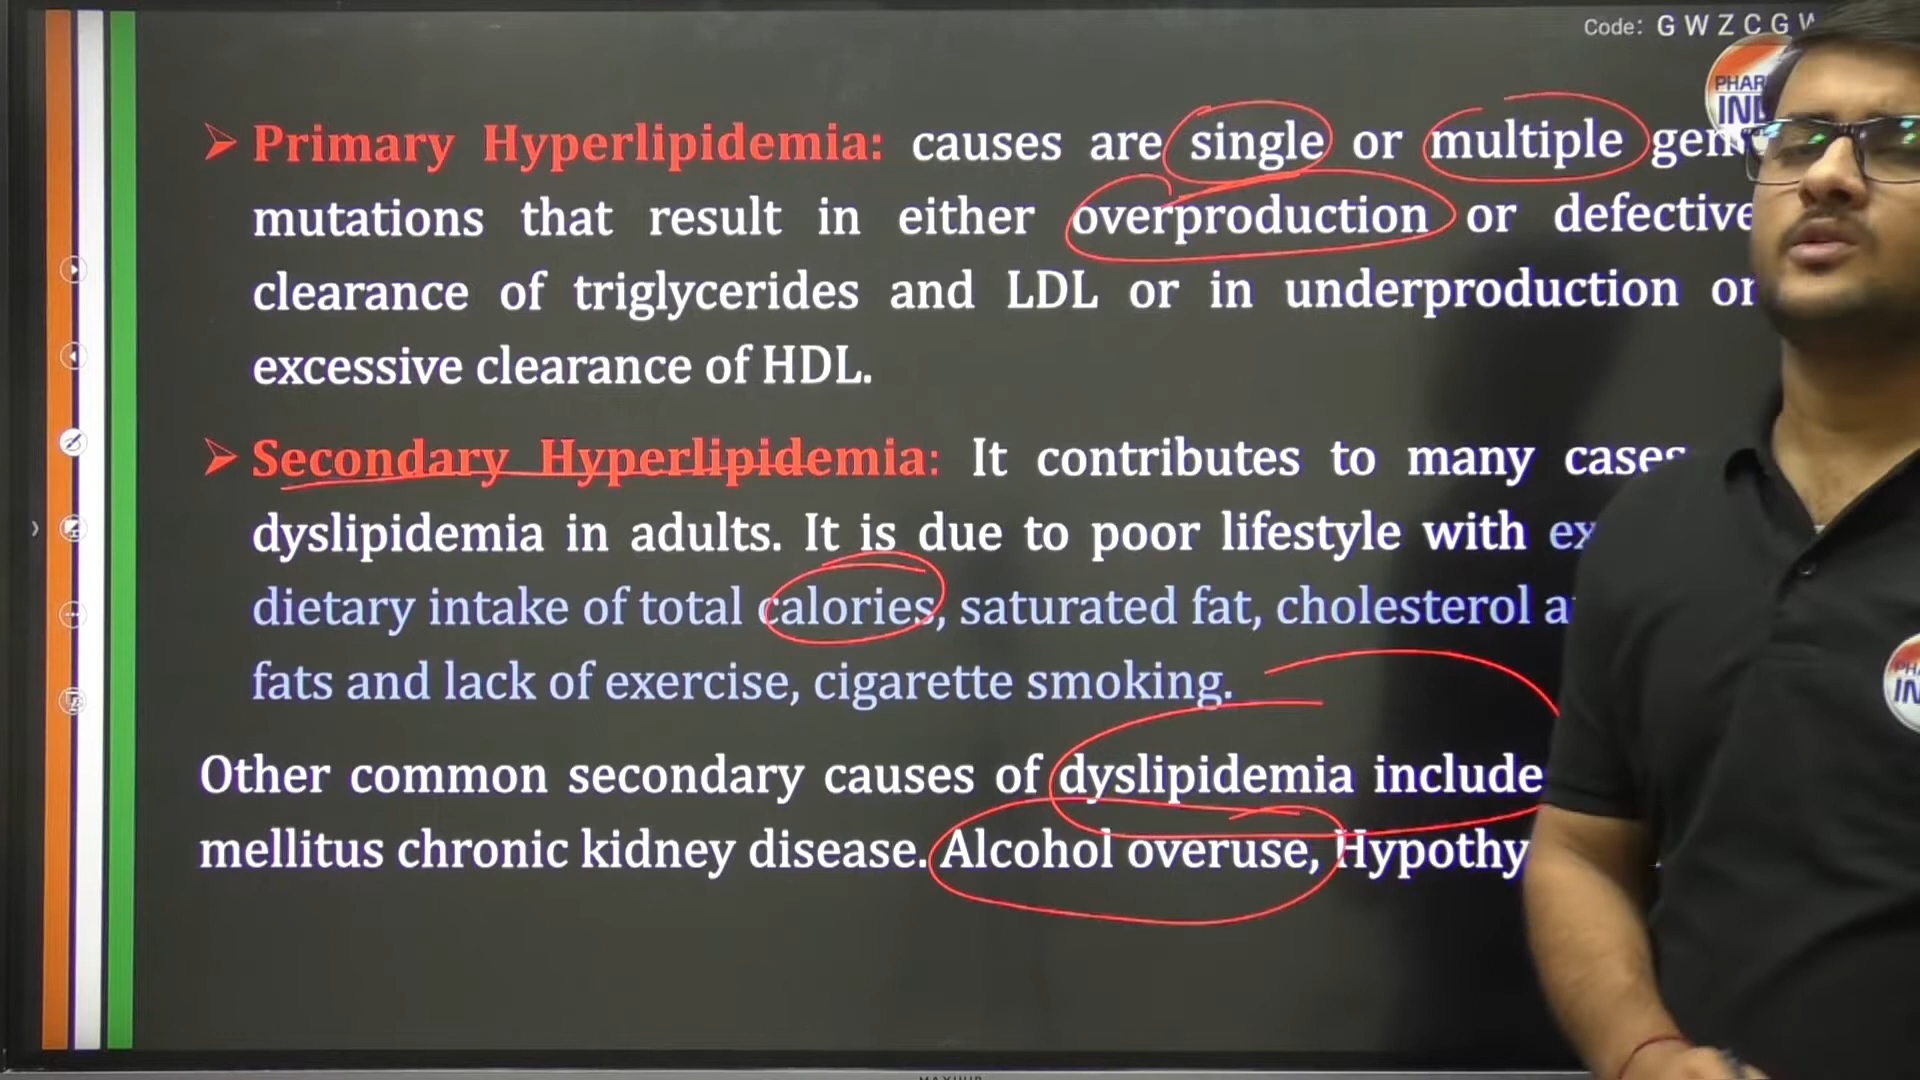 Code: G W Z C G
PHAR
IND
Primary Hyperlipidemia: causes are single or multiple
mutations that result in either overproduction or defective
clearance of triglycerides and LDL or in underproduction or
excessive clearance of HDL.
Secondary Hyperlipidemia: It contributes to many cases
dyslipidemia in adults. It is due to poor lifestyle with
dietary intake of total calories, saturated fat, cholesterol
fats and lack of exercise, cigarette smoking.
Other common secondary causes of dyslipidemia include
mellitus chronic kidney disease. Alcohol overuse,